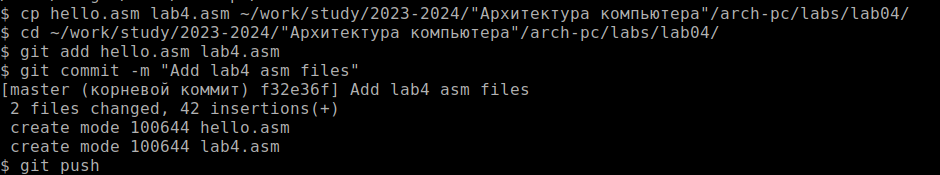 $ cp hello.asm lab4.asm ~/work/study/2023-2024/"Архитектура компьютера"/arch-pc/labs/lab04/
$ cd ~/work/study/2023-2024/"Архитектура компьютера"/arch-pc/labs/lab04/
$ git add hello.asm lab4.asm
$ git commit -m "Add lab4 asm files"
[master (корневой коммит) f32e36f] Add lab4 asm files
 2 files changed, 42 insertions(+)
 create mode 100644 hello.asm
 create mode 100644 lab4.asm
$ git push